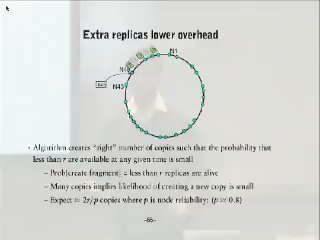 Extra replicas lower overhead
N1
N43
• Algorithm creates "right" number of copies such that the probability that
less than r are available at any given time is small
– Prob[create fragment] = less than r replicas are alive
– Many copies implies likelihood of creating a new copy is small
– Expect ≈ 2r/p copies where p is node reliability: (p ≈ 0.8)